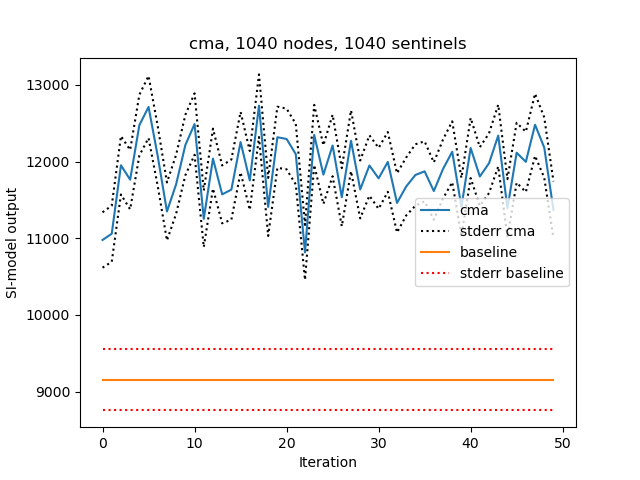 cma, 1040 nodes, 1040 sentinels
SI-model output
13000
12000
11000
10000
9000
cma
stderr cma
baseline
stderr baseline
0
10
20
30
40
50
Iteration